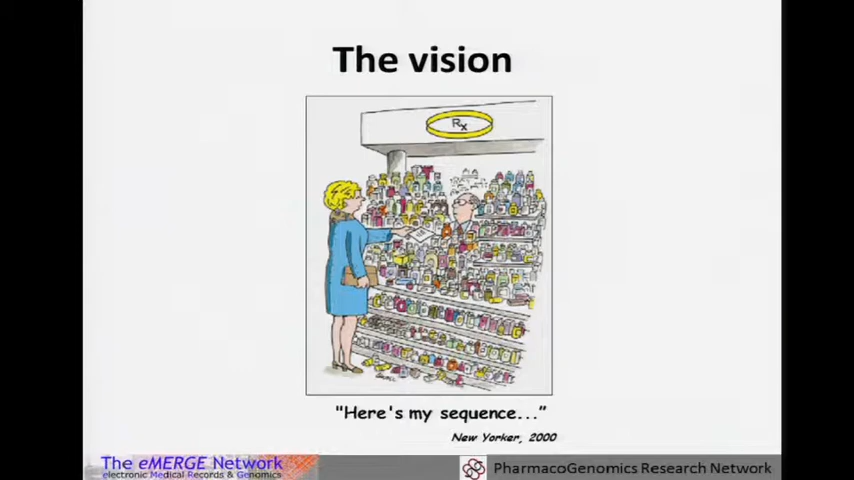 The vision
Rx
"Here's my sequence..."
New Yorker, 2000
The eMERGE Network
electronic Medical Records & Genomics
PharmacoGenomics Research Network